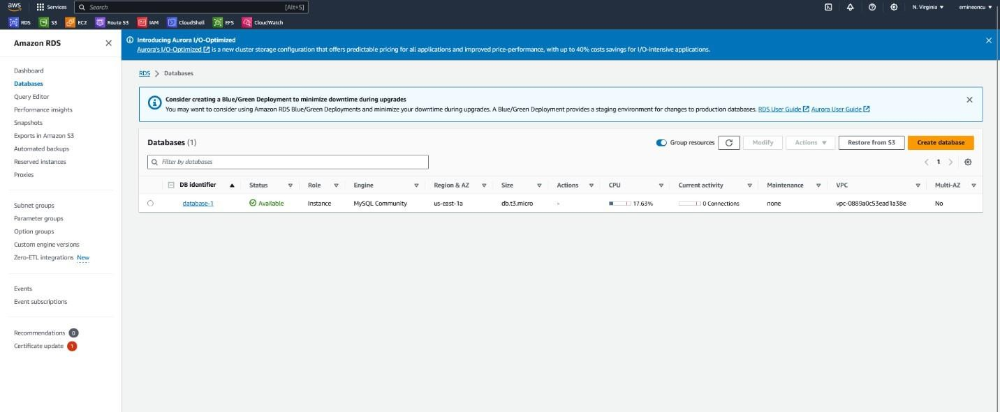 aws Services Search [Alt+S] N. Virginia emineoncu
RDS S3 EC2 Route 53 IAM CloudShell EFS CloudWatch
Amazon RDS
Dashboard
Databases
Query Editor
Performance insights
Snapshots
Exports in Amazon S3
Automated backups
Reserved instances
Proxies
Subnet groups
Parameter groups
Option groups
Custom engine versions
Zero-ETL integrations New
Events
Event subscriptions
Recommendations 0
Certificate update 1
Introducing Aurora I/O-Optimized
Aurora's I/O-Optimized is a new cluster storage configuration that offers predictable pricing for all applications and improved price-performance, with up to 40% costs savings for I/O-intensive applications.
RDS > Databases
Consider creating a Blue/Green Deployment to minimize downtime during upgrades
You may want to consider using Amazon RDS Blue/Green Deployments and minimize your downtime during upgrades. A Blue/Green Deployment provides a staging environment for changes to production databases. RDS User Guide Aurora User Guide
Databases (1) Group resources Modify Actions Restore from S3 Create database
Filter by databases < 1 >
DB identifier Status Role Engine Region & AZ Size Actions CPU Current activity Maintenance VPC Multi-AZ
database-1 Available Instance MySQL Community us-east-1a db.t3.micro - 17.63% 0 Connections none vpc-0889a0c53ead1a38e No